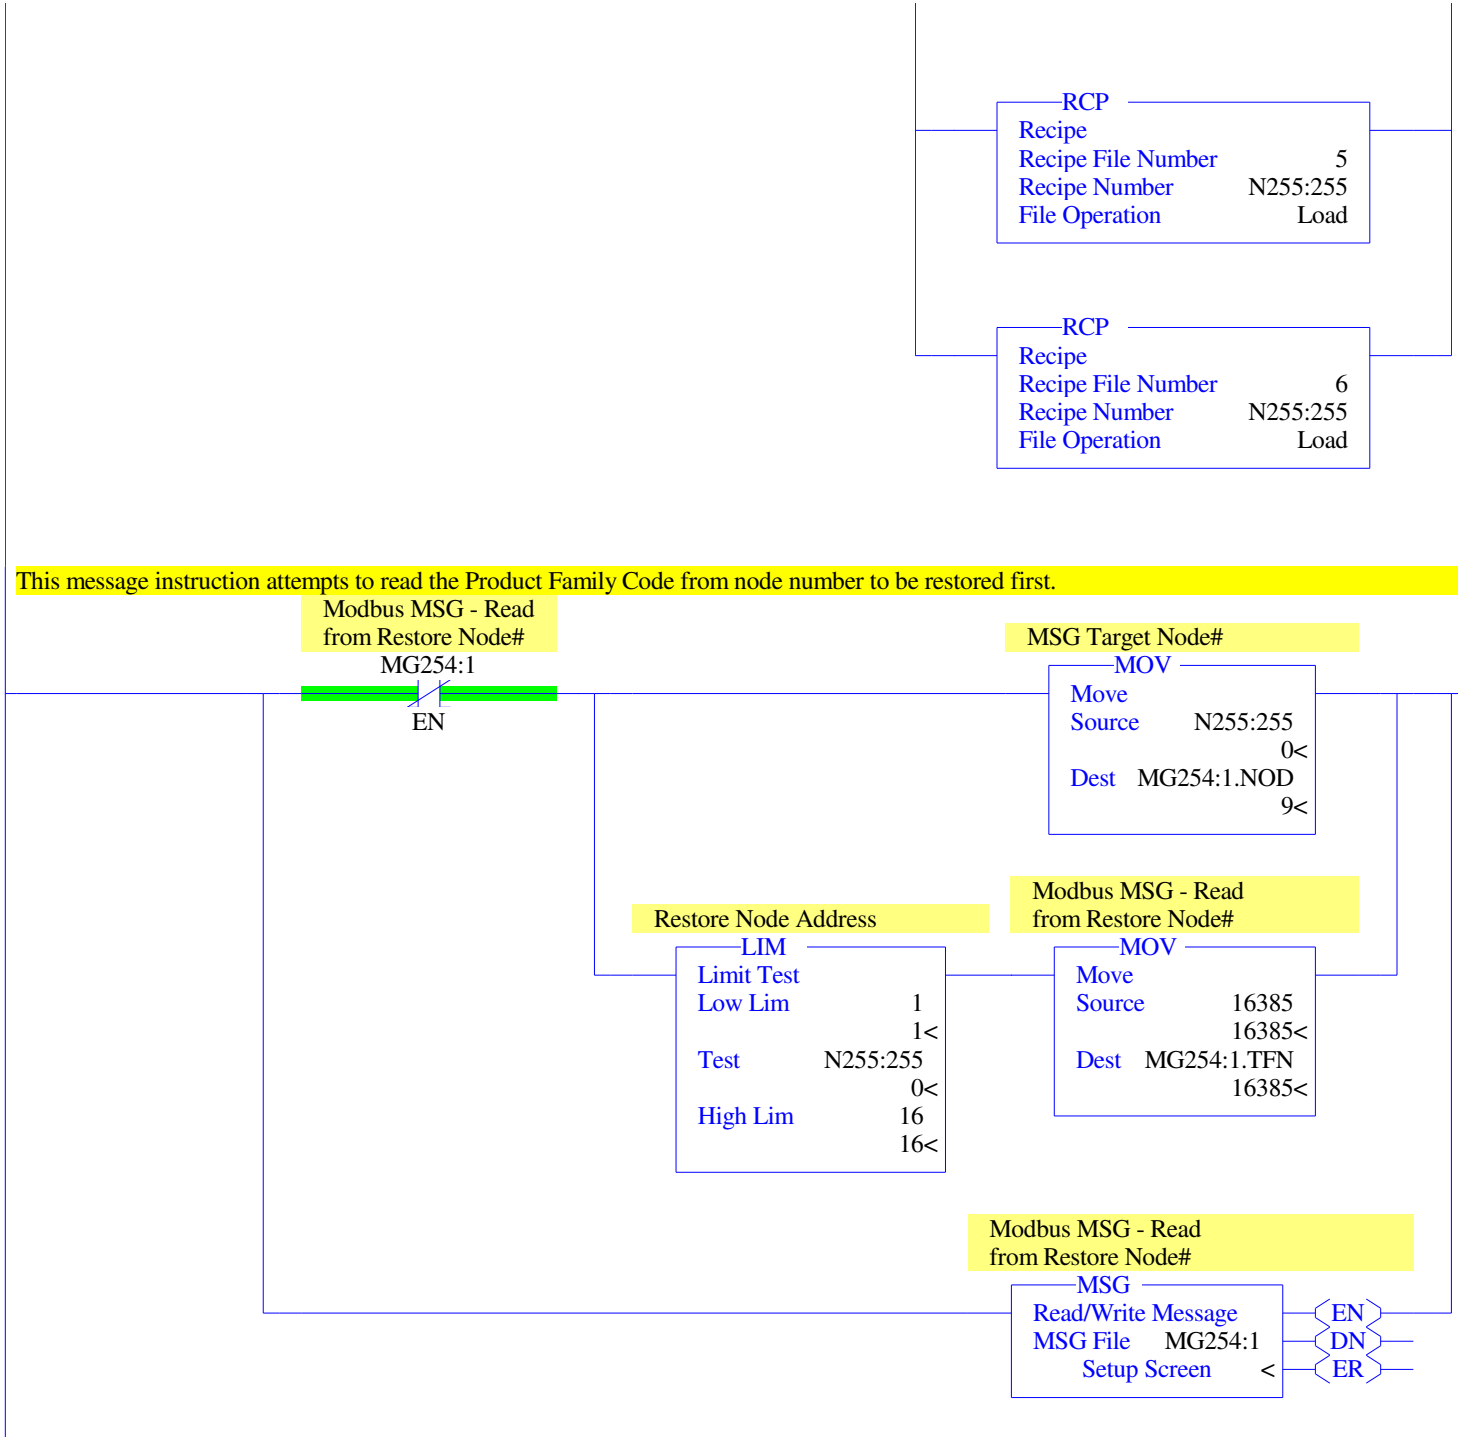 RCP
Recipe
Recipe File Number 5
Recipe Number N255:255
File Operation Load
RCP
Recipe
Recipe File Number 6
Recipe Number N255:255
File Operation Load
This message instruction attempts to read the Product Family Code from node number to be restored first.
Modbus MSG - Read
from Restore Node#
MG254:1
EN
MSG Target Node#
MOV
Move
Source N255:255
0<
Dest MG254:1.NOD
9<
Restore Node Address
LIM
Limit Test
Low Lim 1
1<
Test N255:255
0<
High Lim 16
16<
Modbus MSG - Read
from Restore Node#
MOV
Move
Source 16385
16385<
Dest MG254:1.TFN
16385<
Modbus MSG - Read
from Restore Node#
MSG
Read/Write Message EN
MSG File MG254:1 DN
Setup Screen < ER